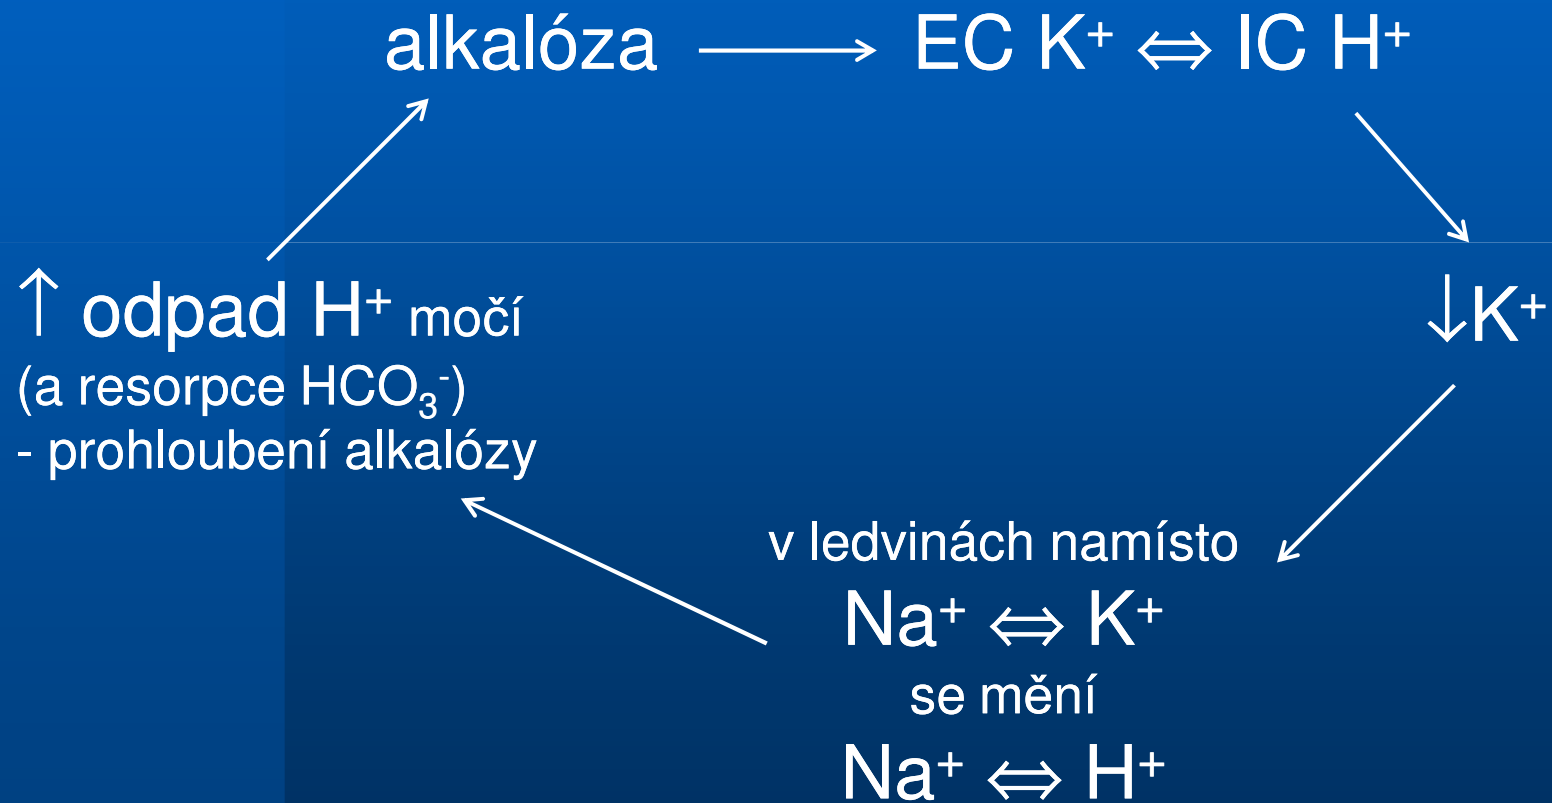 alkalóza → EC K⁺ ⇔ IC H⁺
↑ odpad H⁺ močí
(a resorpce HCO₃⁻)
- prohloubení alkalózy
↓K⁺
v ledvinách namísto
Na⁺ ⇔ K⁺
se mění
Na⁺ ⇔ H⁺